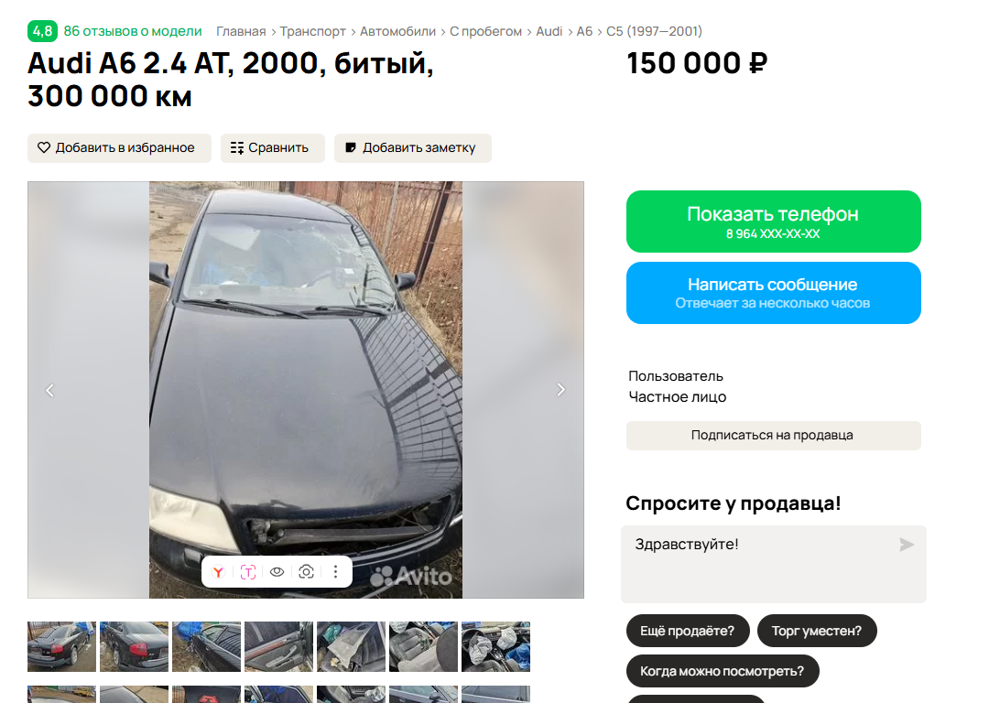 4,8 86 отзывов о модели Главная › Транспорт › Автомобили › С пробегом › Audi › A6 › C5 (1997—2001)
Audi A6 2.4 AT, 2000, битый,
300 000 км
150 000 ₽
Добавить в избранное Сравнить Добавить заметку
Показать телефон
8 964 XXX-XX-XX
Написать сообщение
Отвечает за несколько часов
Пользователь
Частное лицо
Подписаться на продавца
Спросите у продавца!
Здравствуйте!
Avito
Ещё продаёте? Торг уместен?
Когда можно посмотреть?